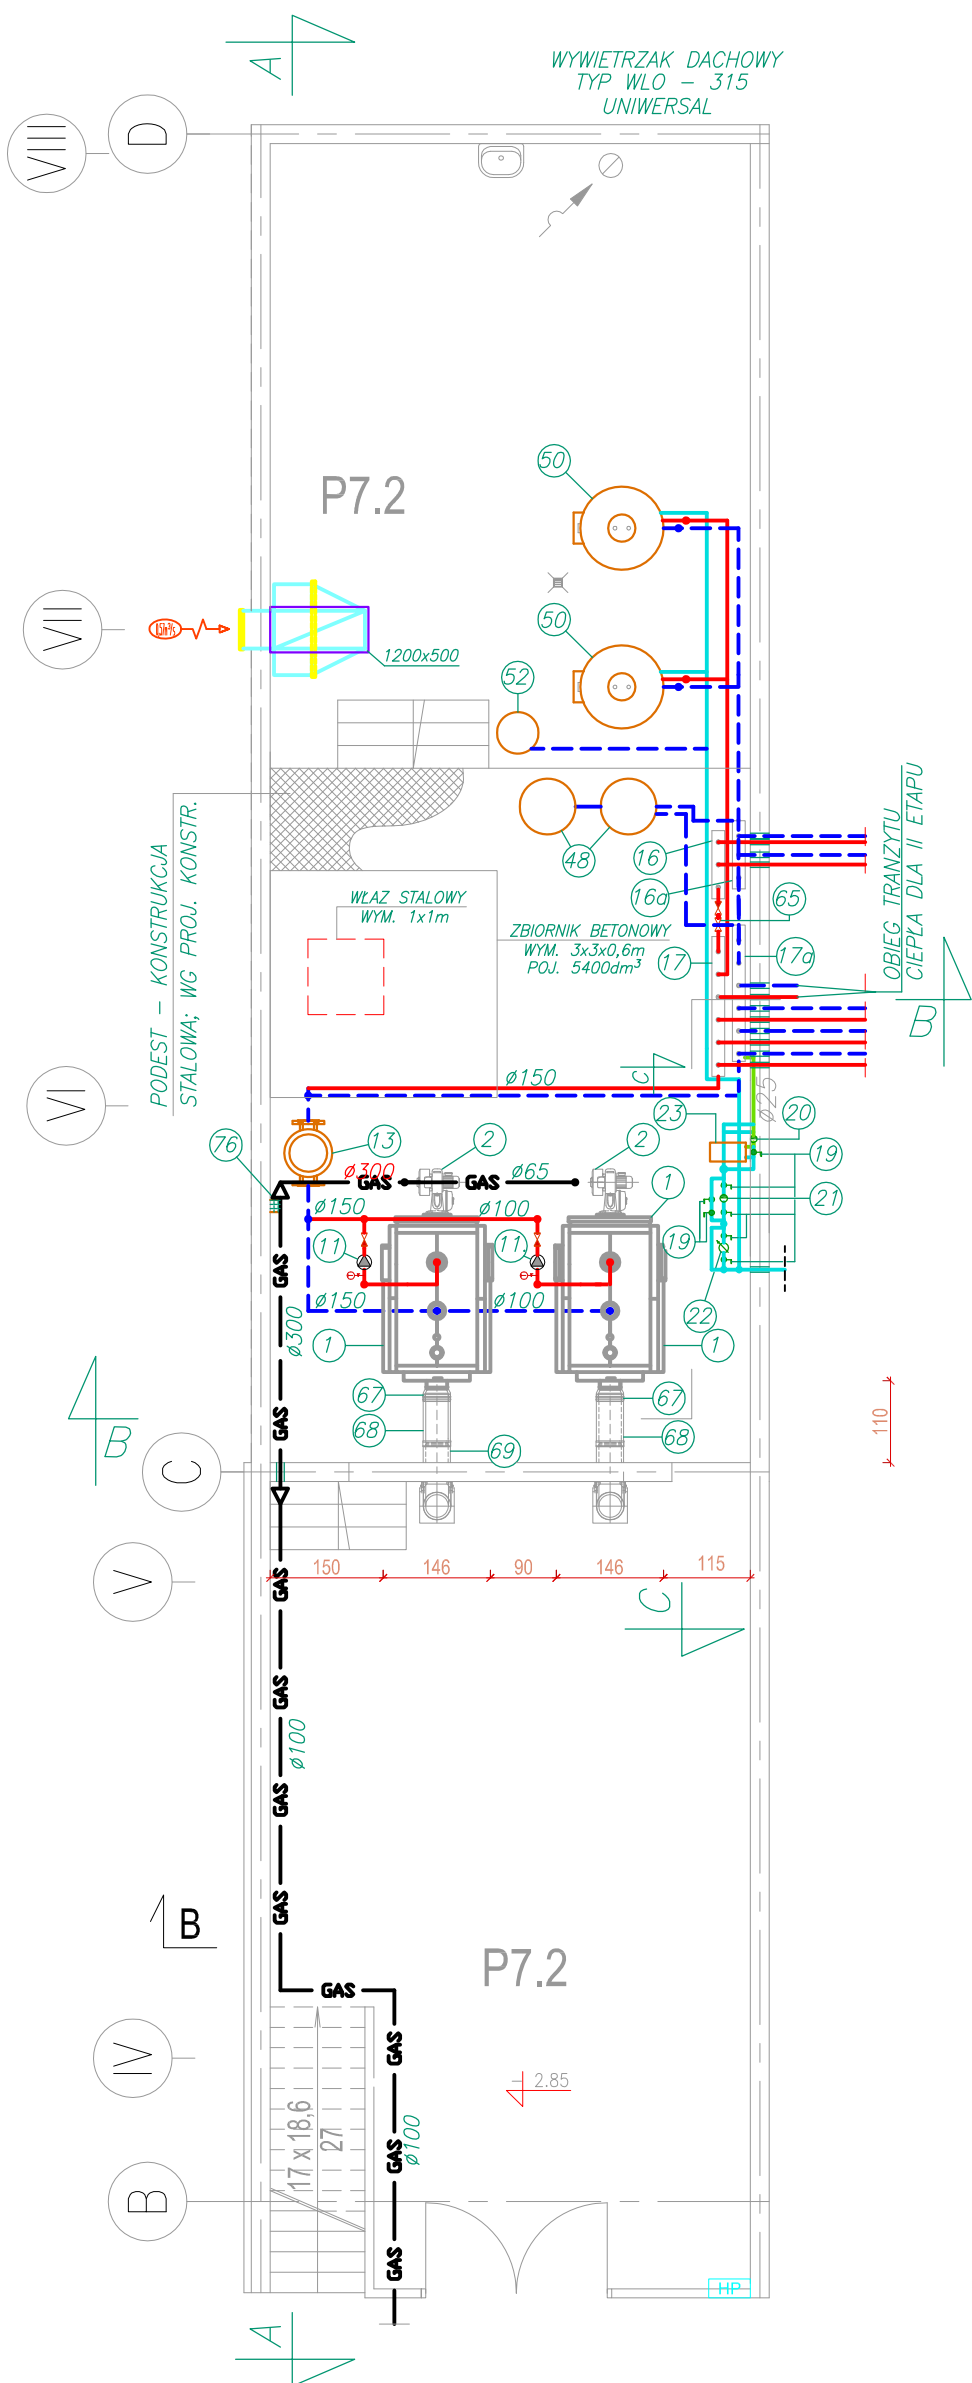 A
WYWIETRZAK DACHOWY
TYP WLO - 315
UNIWERSAL
VIII
D
P7.2
50
VII
1200x500
50
52
PODEST - KONSTRUKCJA
STALOWA; WG PROJ. KONSTR.
48
16
16a
65
WŁAZ STALOWY
WYM. 1x1m
ZBIORNIK BETONOWY
WYM. 3x3x0,6m
POJ. 5400dm³
17
17a
OBIEG TRANZYTU
CIEPŁA DLA II ETAPU
B
VI
ø150
C
ø25
23
20
76
13
2
2
19
ø300
GAS
GAS
ø65
1
21
ø150
ø100
19
11
11
GAS
ø150
ø100
22
ø300
1
1
110
B
67
67
GAS
68
68
69
C
V
150
146
90
146
115
GAS
C
GAS
ø100
GAS
GAS
B
P7.2
GAS
IV
GAS
2.85
17 x 18,6
27
GAS
ø100
B
GAS
HP
A